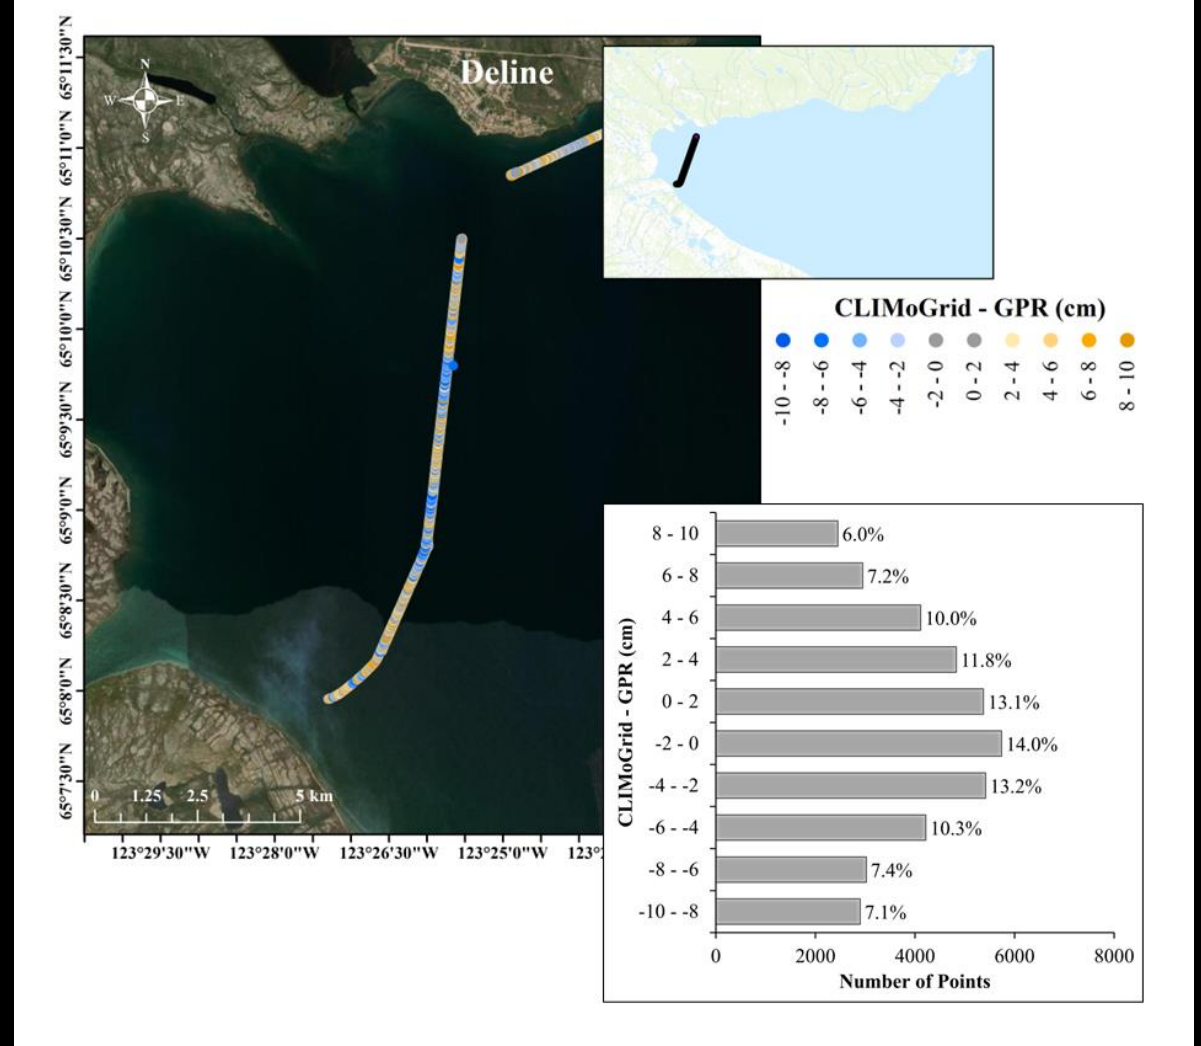 Deline
N
W
E
S
65°11'30"N
65°11'0"N
65°10'30"N
65°10'0"N
65°9'30"N
65°9'0"N
65°8'30"N
65°8'0"N
65°7'30"N
0 1.25 2.5 5 km
123°29'30"W 123°28'0"W 123°26'30"W 123°25'0"W 123°
CLIMoGrid - GPR (cm)
-10 - -8
-8 - -6
-6 - -4
-4 - -2
-2 - 0
0 - 2
2 - 4
4 - 6
6 - 8
8 - 10
CLIMoGrid - GPR (cm)
8 - 10 6.0%
6 - 8 7.2%
4 - 6 10.0%
2 - 4 11.8%
0 - 2 13.1%
-2 - 0 14.0%
-4 - -2 13.2%
-6 - -4 10.3%
-8 - -6 7.4%
-10 - -8 7.1%
0 2000 4000 6000 8000
Number of Points